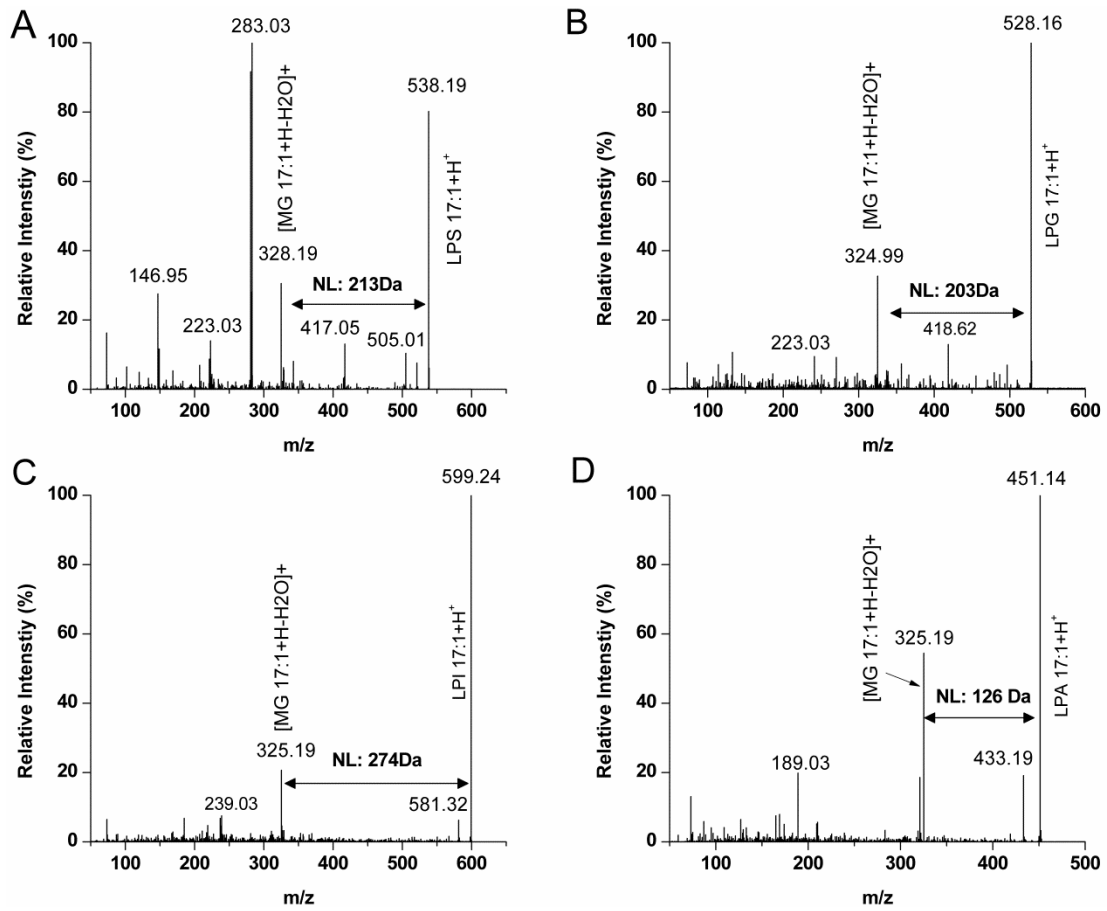 A
283.03
100
80
60
40
20
0
Relative Intenstiy (%)
[MG 17:1+H-H2O]+
538.19
LPS 17:1+H+
328.19
146.95
NL: 213Da
223.03
417.05
505.01
100
200
300
400
500
600
m/z
B
528.16
100
80
60
40
20
0
Relative Intenstiy (%)
[MG 17:1+H-H2O]+
LPG 17:1+H+
324.99
NL: 203Da
223.03
418.62
100
200
300
400
500
600
m/z
C
599.24
100
80
60
40
20
0
Relative Intenstiy (%)
[MG 17:1+H-H2O]+
LPI 17:1+H+
325.19
NL: 274Da
239.03
581.32
100
200
300
400
500
600
m/z
D
451.14
100
80
60
40
20
0
Relative Intenstiy (%)
[MG 17:1+H-H2O]+
LPA 17:1+H+
325.19
NL: 126 Da
189.03
433.19
100
200
300
400
500
m/z